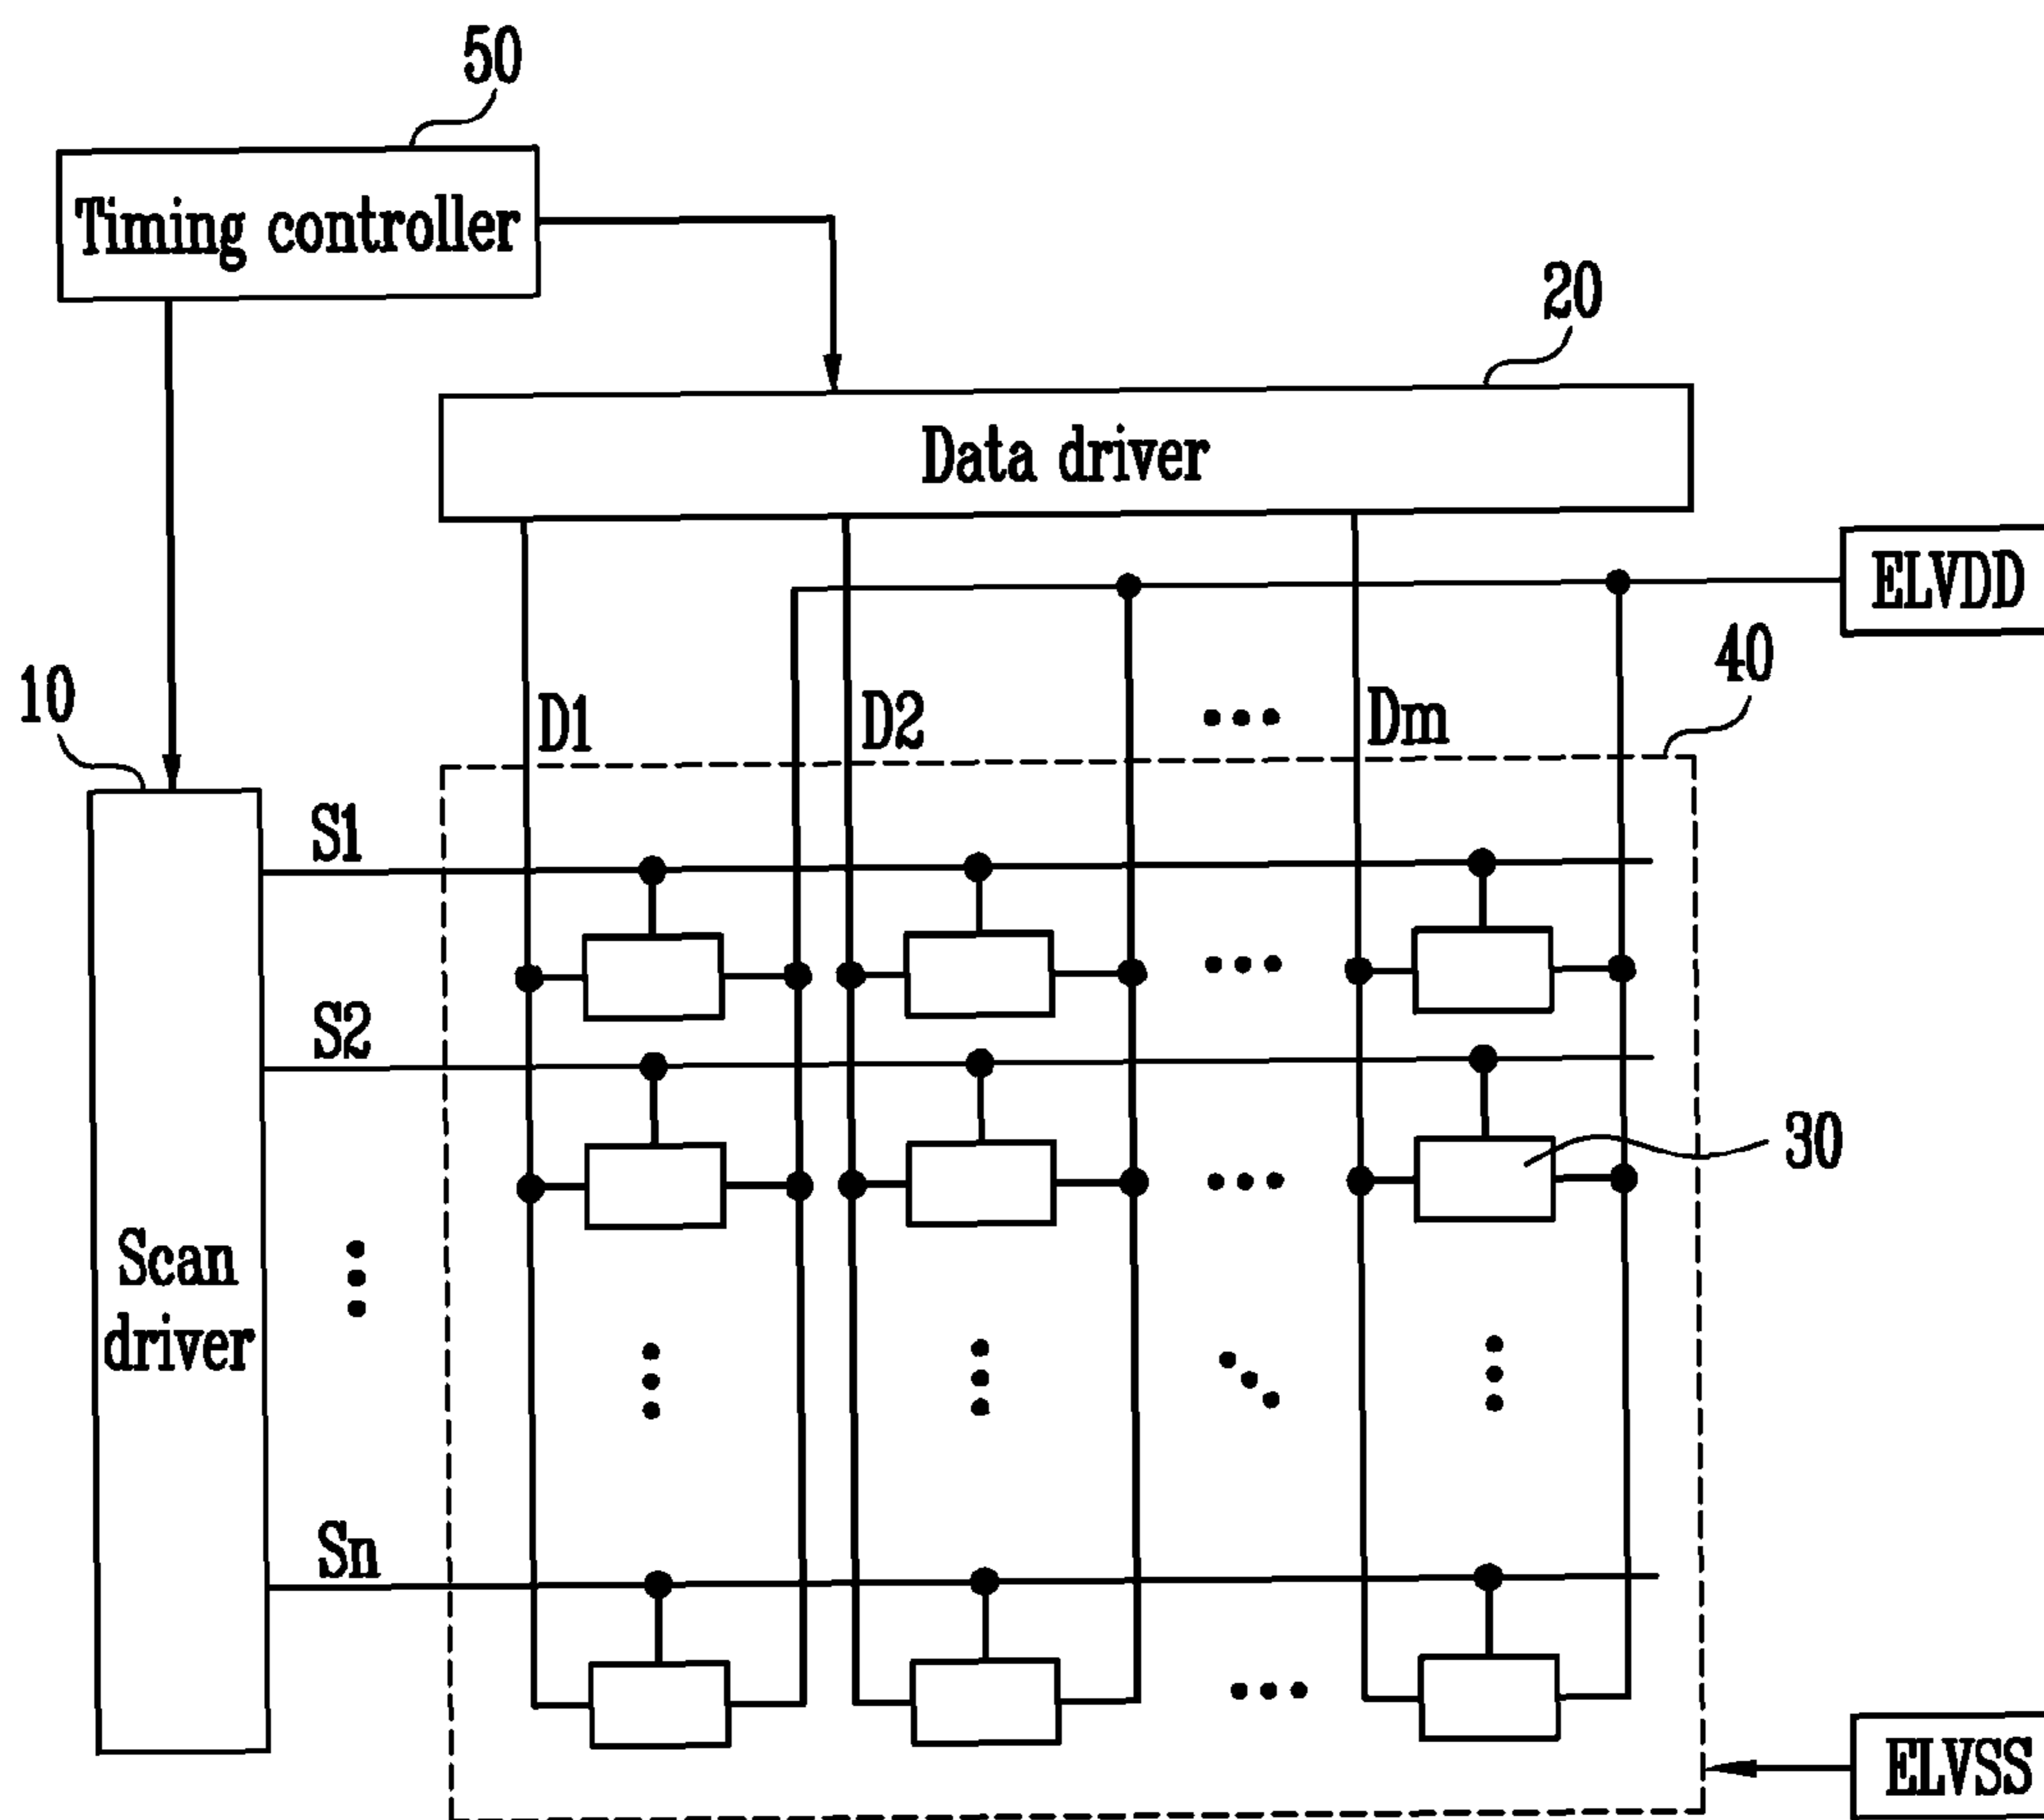 50
Timing controller
20
Data driver
ELVDD
40
10
D1
D2
Dm
S1
S2
30
Scan
driver
Sn
ELVSS